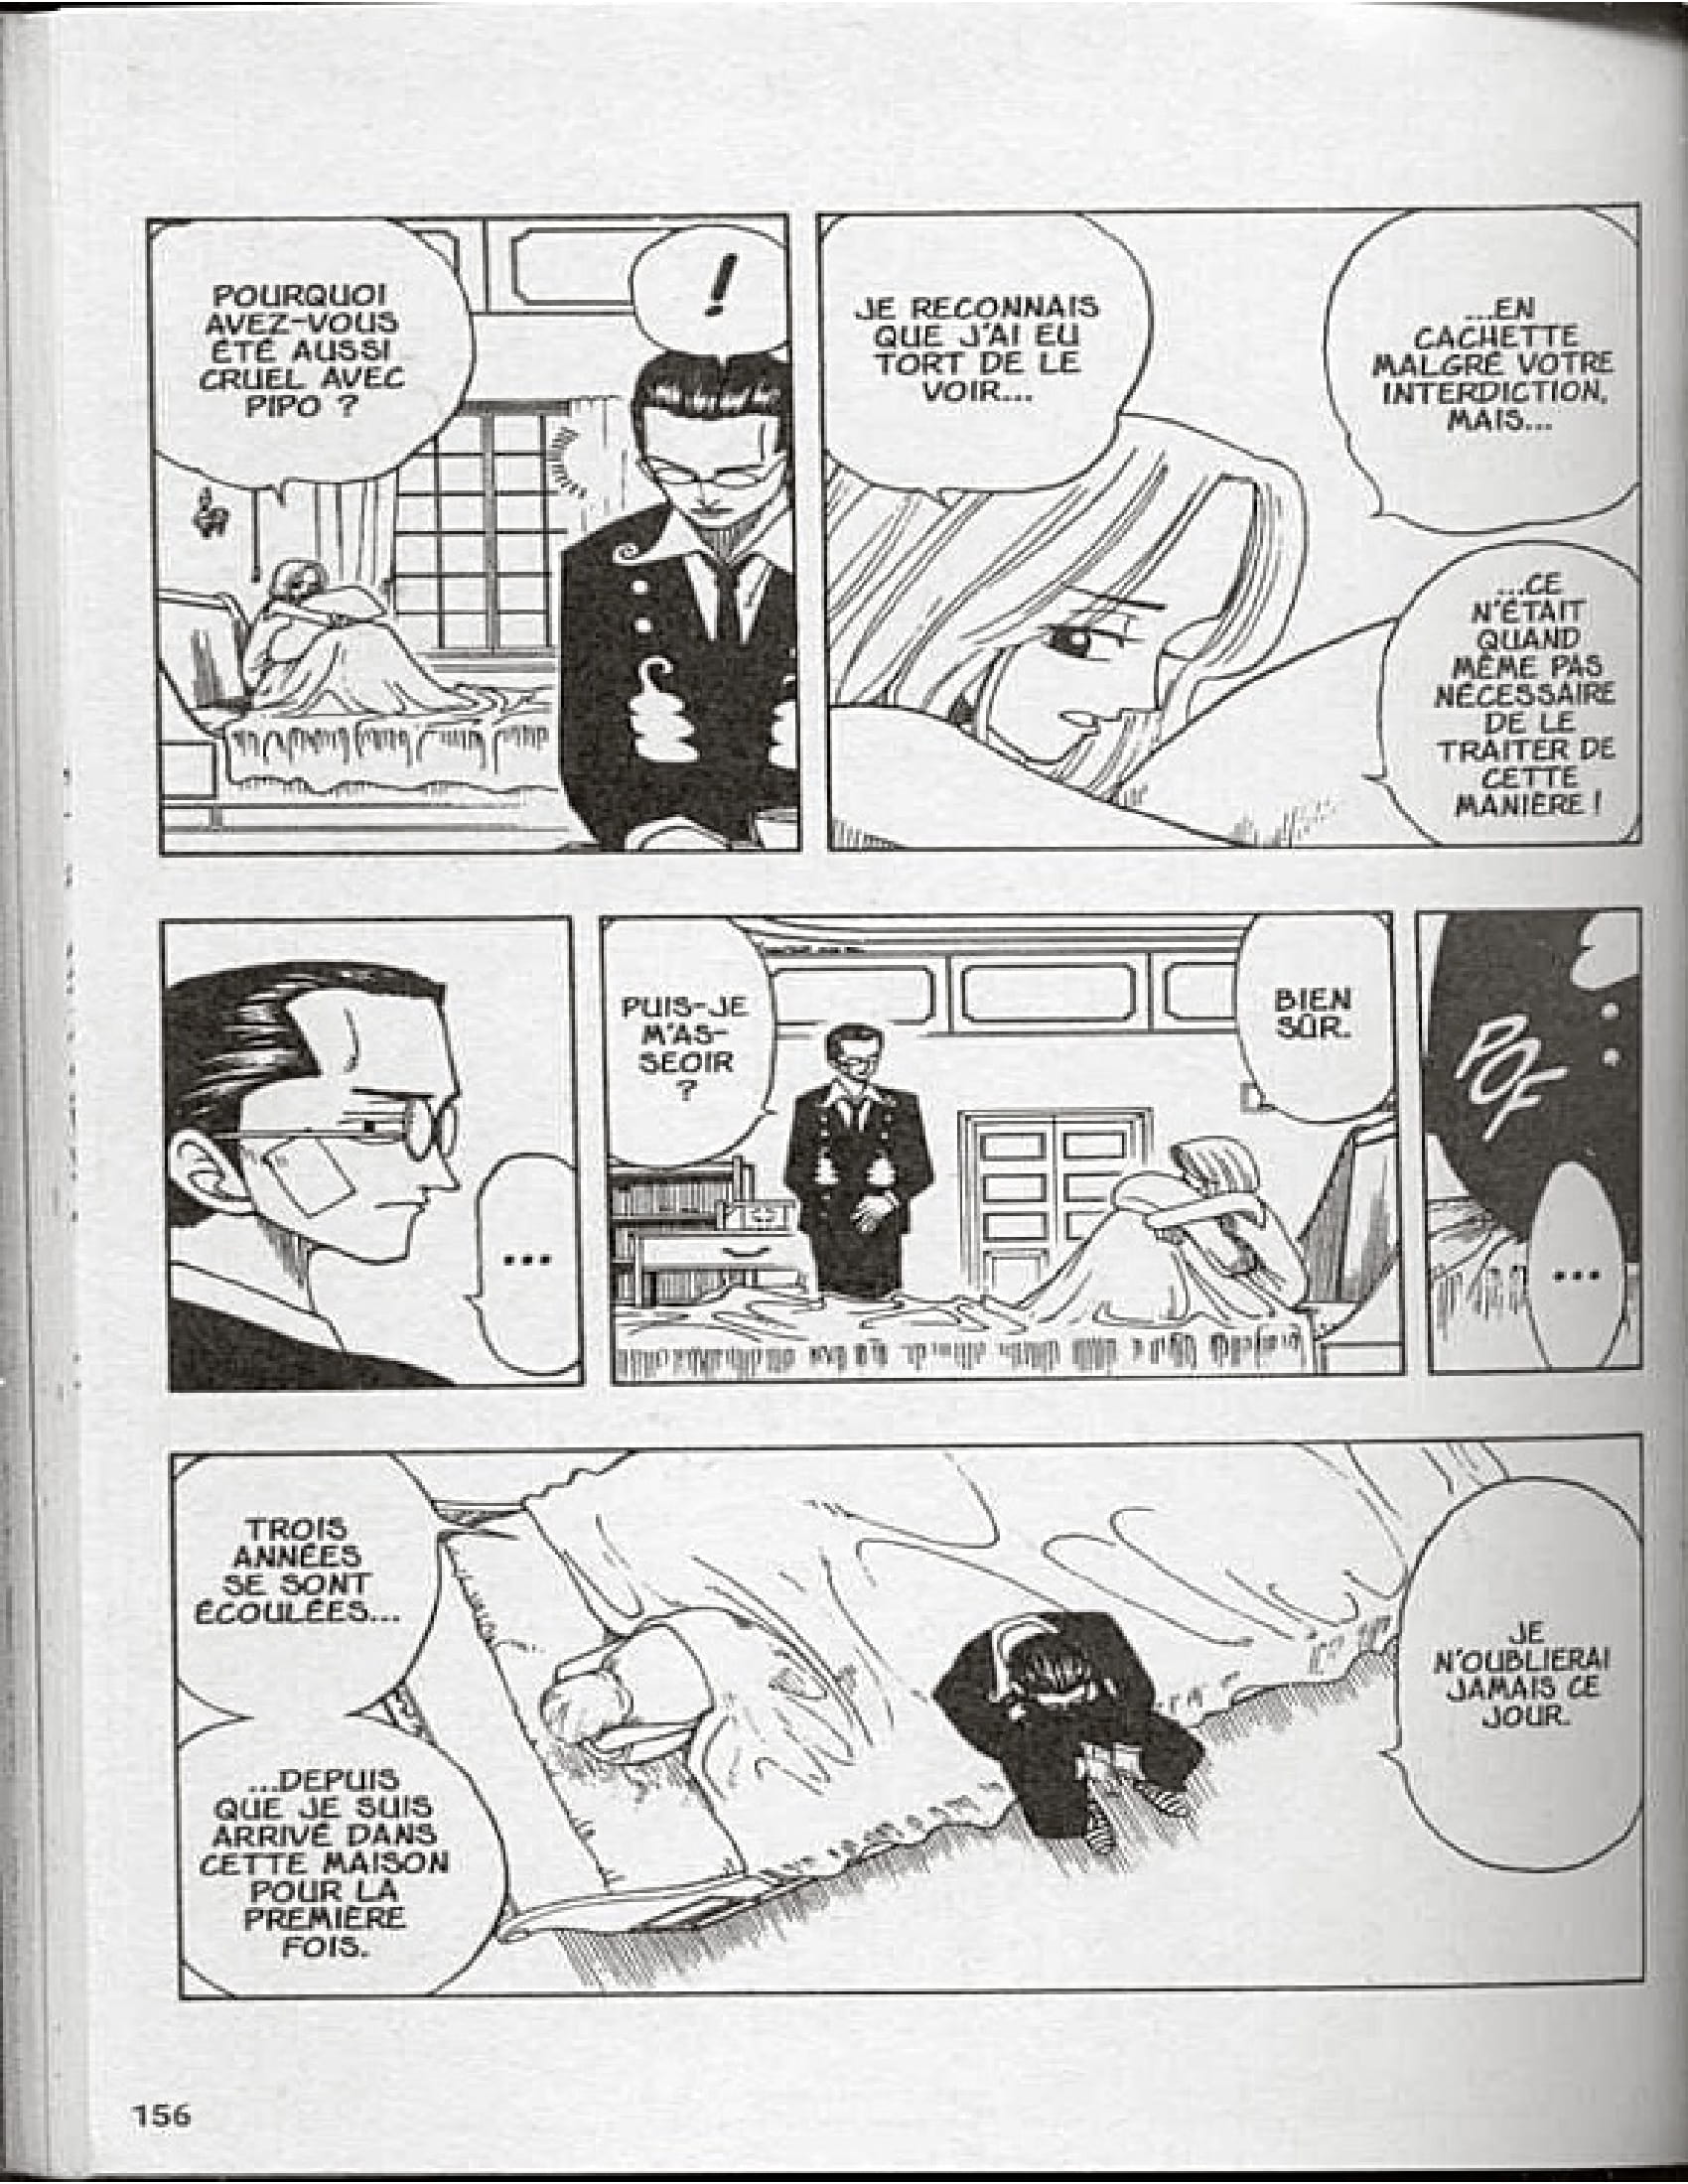 POURQUOI
AVEZ-VOUS
ÉTÉ AUSSI
CRUEL AVEC
PIPO ?
!
JE RECONNAIS
QUE J'AI EU
TORT DE LE
VOIR...
...EN
CACHETTE
MALGRÉ VOTRE
INTERDICTION,
MAIS...
...CE
N'ÉTAIT
QUAND
MÊME PAS
NÉCESSAIRE
DE LE
TRAITER DE
CETTE
MANIÈRE !
...
PUIS-JE
M'AS-
SEOIR
?
BIEN
SÛR.
POF
...
TROIS
ANNÉES
SE SONT
ÉCOULÉES...
...DEPUIS
QUE JE SUIS
ARRIVÉ DANS
CETTE MAISON
POUR LA
PREMIÈRE
FOIS.
JE
N'OUBLIERAI
JAMAIS CE
JOUR.
156